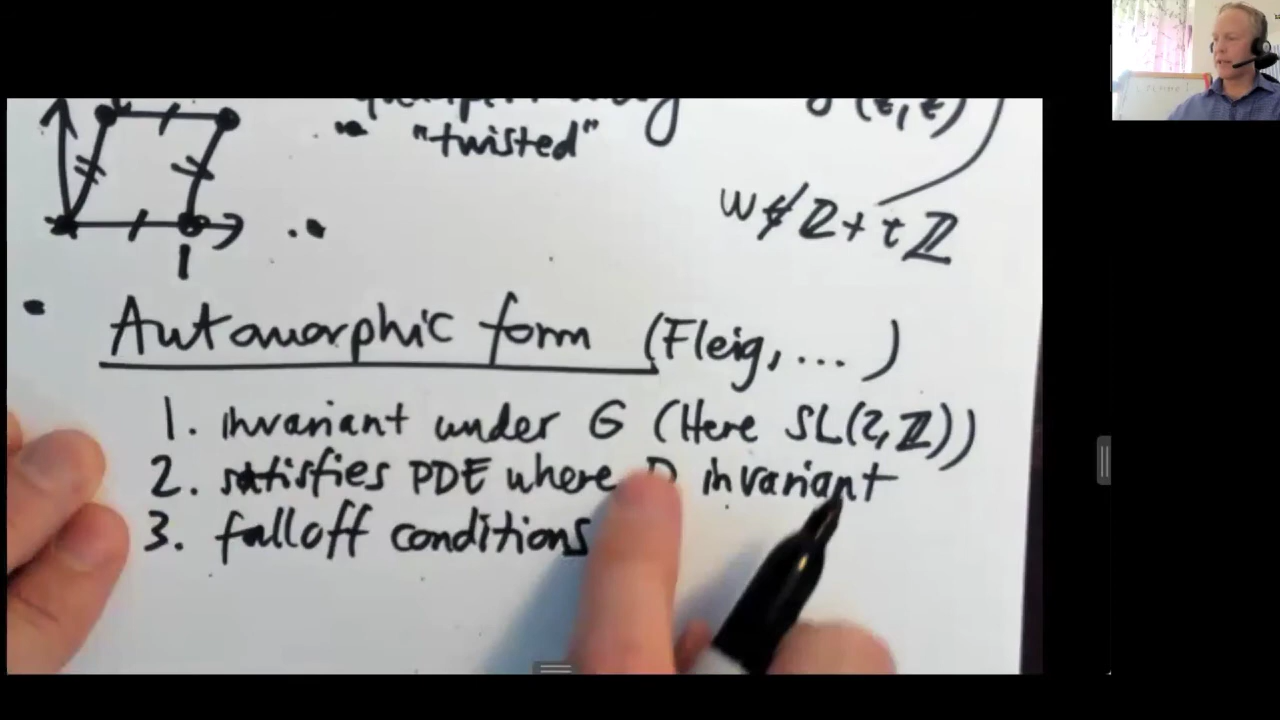 "twisted"
w ∉ ℤ + τℤ
1
Automorphic form (Fleig, ... )
1. invariant under G (Here SL(2,ℤ))
2. satisfies PDE where D invariant
3. falloff conditions